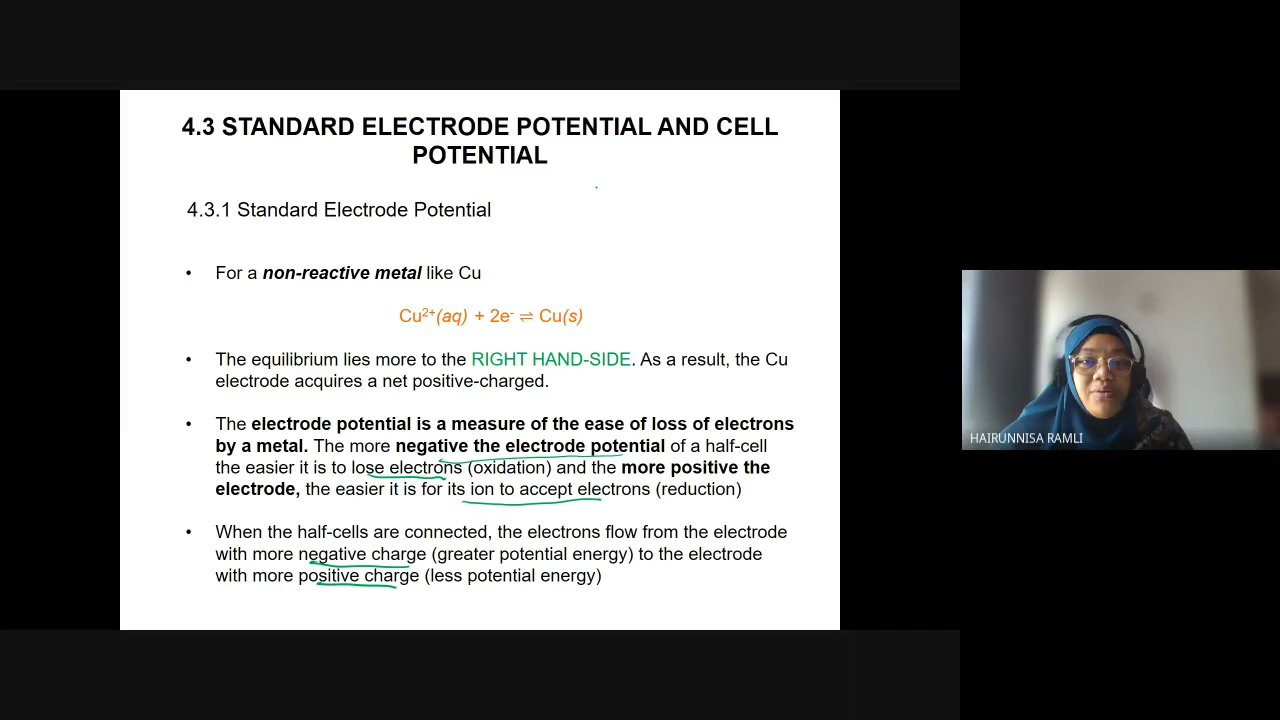 4.3 STANDARD ELECTRODE POTENTIAL AND CELL
POTENTIAL
4.3.1 Standard Electrode Potential
• For a non-reactive metal like Cu
Cu²⁺(aq) + 2e⁻ ⇌ Cu(s)
• The equilibrium lies more to the RIGHT HAND-SIDE. As a result, the Cu
electrode acquires a net positive-charged.
• The electrode potential is a measure of the ease of loss of electrons
by a metal. The more negative the electrode potential of a half-cell
the easier it is to lose electrons (oxidation) and the more positive the
electrode, the easier it is for its ion to accept electrons (reduction)
• When the half-cells are connected, the electrons flow from the electrode
with more negative charge (greater potential energy) to the electrode
with more positive charge (less potential energy)
HAIRUNNISA RAMLI